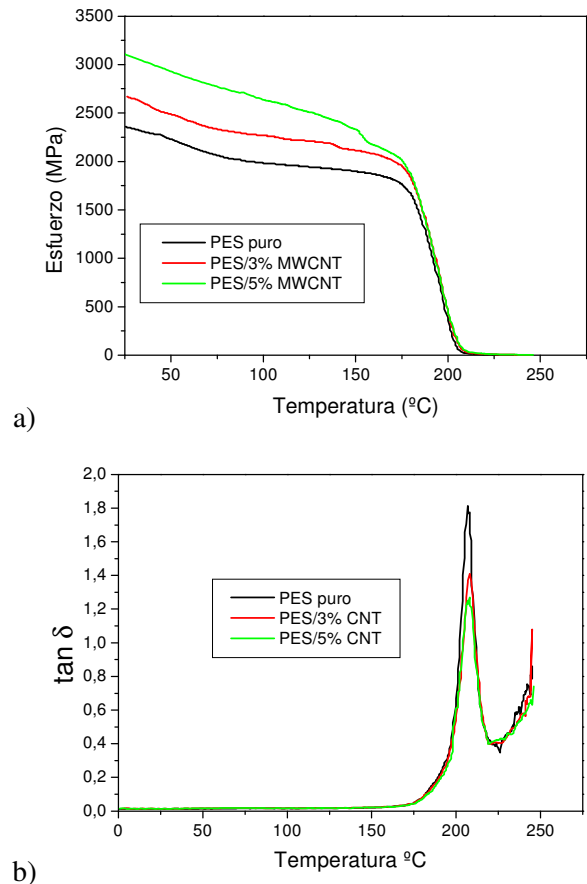 3500
3000
2500
2000
1500
1000
500
0
Esfuerzo (MPa)
PES puro
PES/3% MWCNT
PES/5% MWCNT
50 100 150 200 250
Temperatura (ºC)
a)
2,0
1,8
1,6
1,4
1,2
1,0
0,8
0,6
0,4
0,2
0,0
tan δ
PES puro
PES/3% CNT
PES/5% CNT
0 50 100 150 200 250
Temperatura ºC
b)